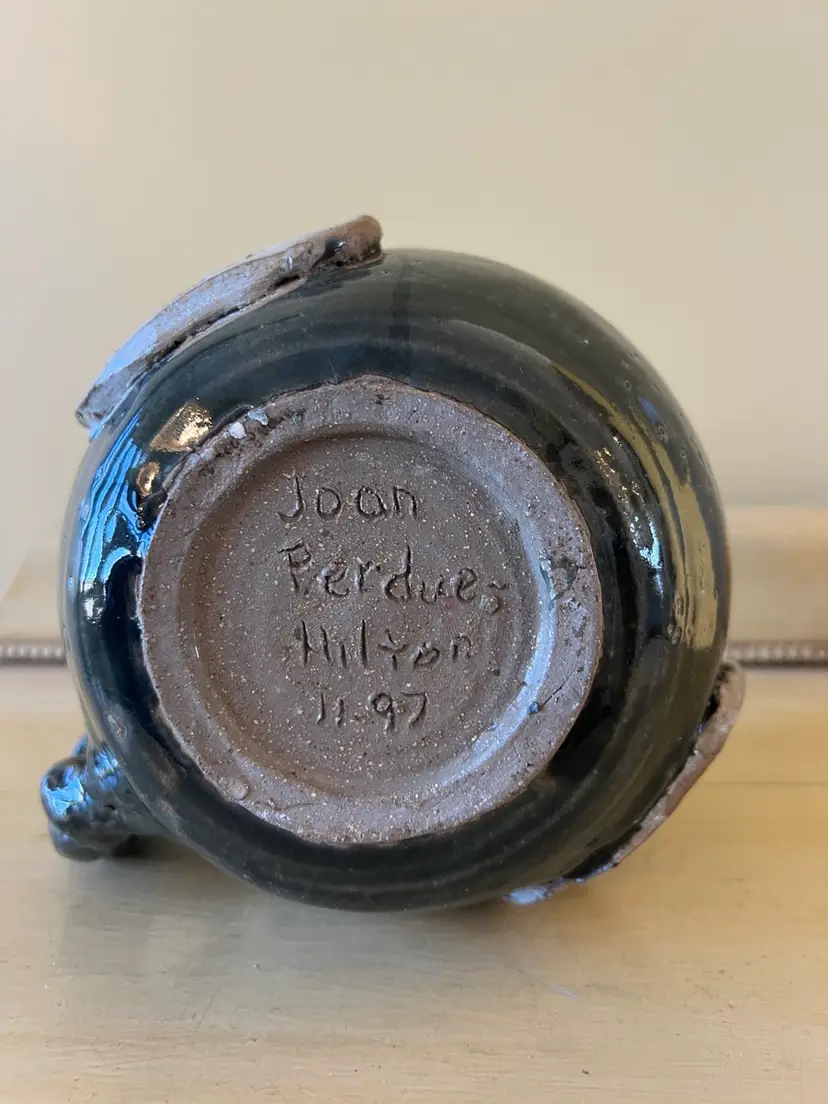 Joan
Perdue-
Hilton
11-97